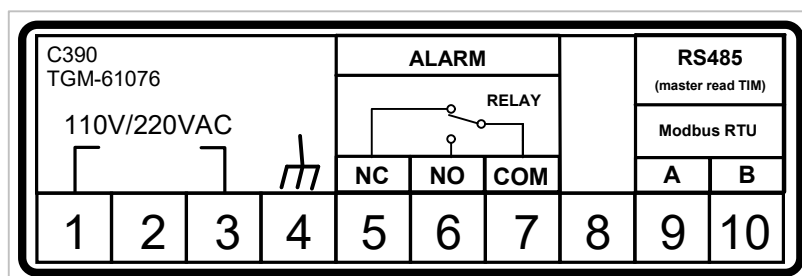 C390
TGM-61076
110V/220VAC
ALARM
RELAY
NC NO COM
RS485
(master read TIM)
Modbus RTU
A B
1 2 3 4 5 6 7 8 9 10